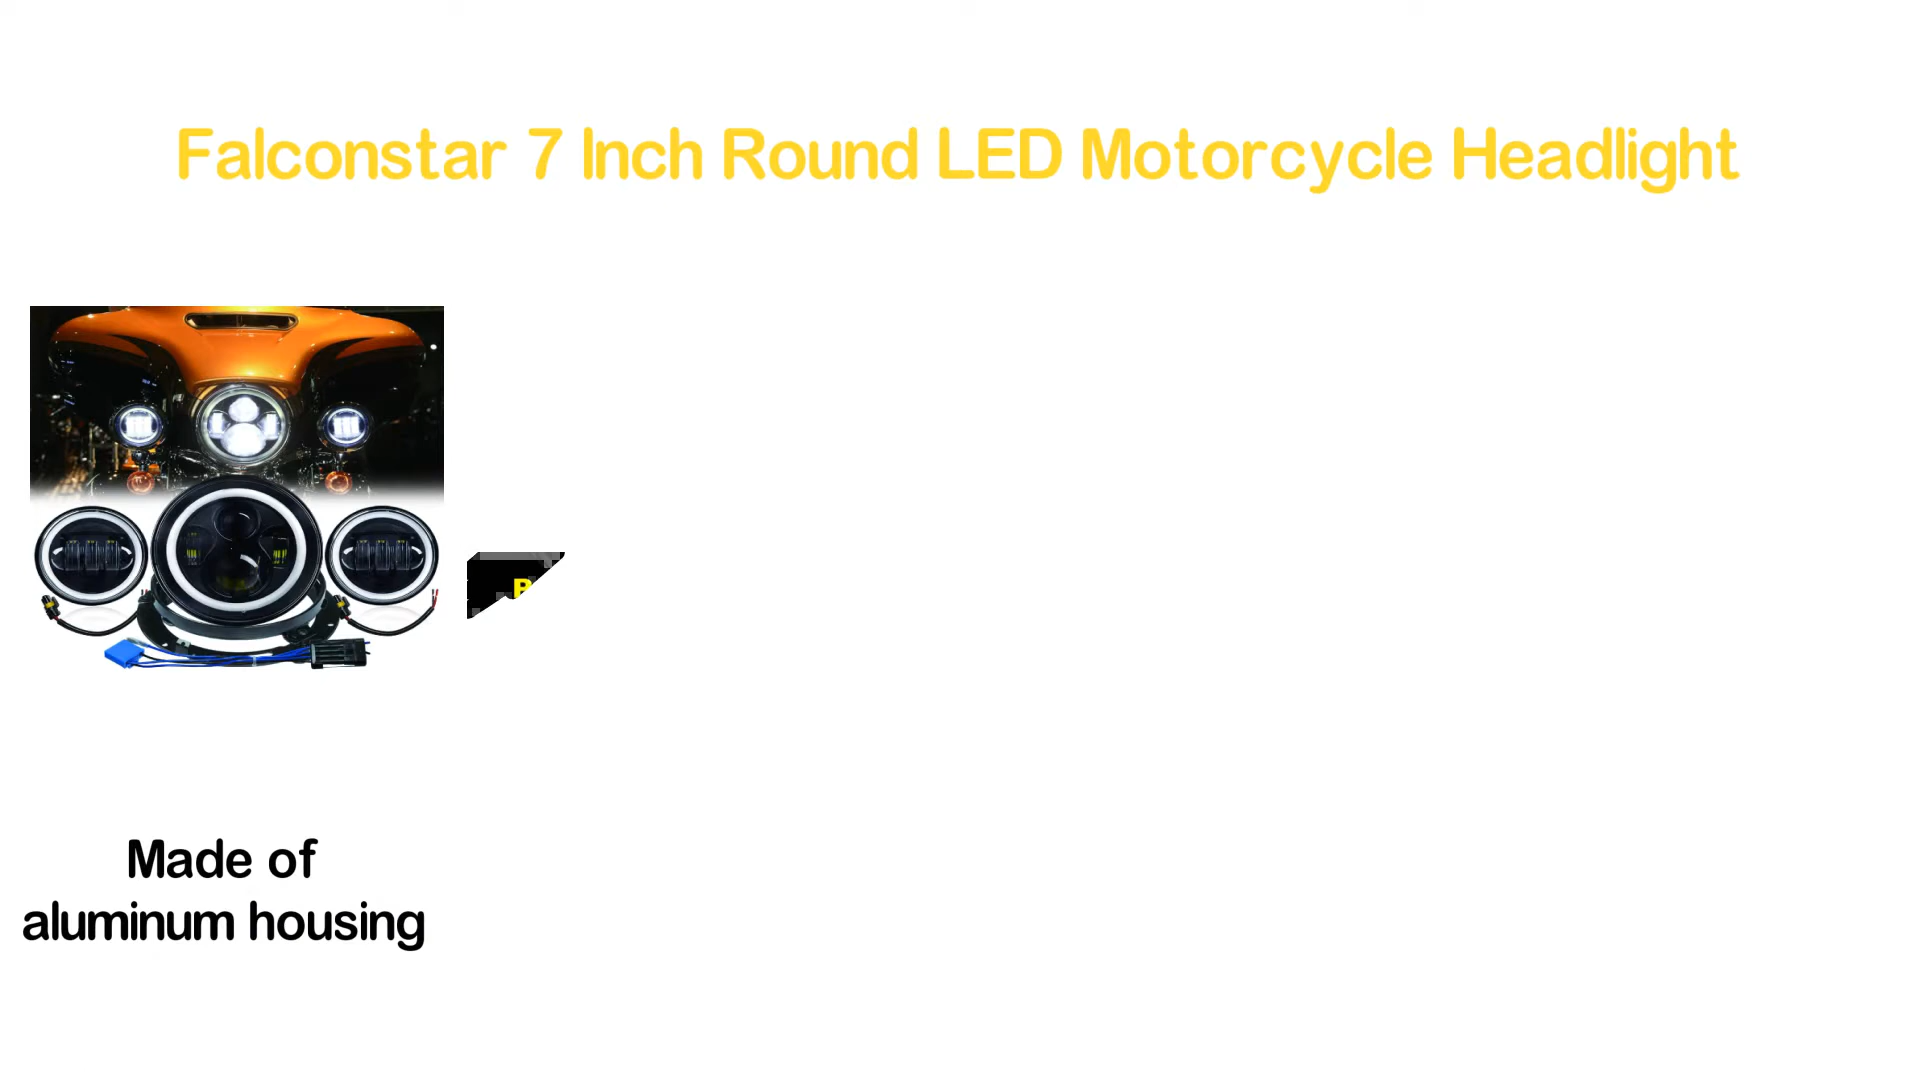 Falconstar 7 Inch Round LED Motorcycle Headlight
Made of
aluminum housing